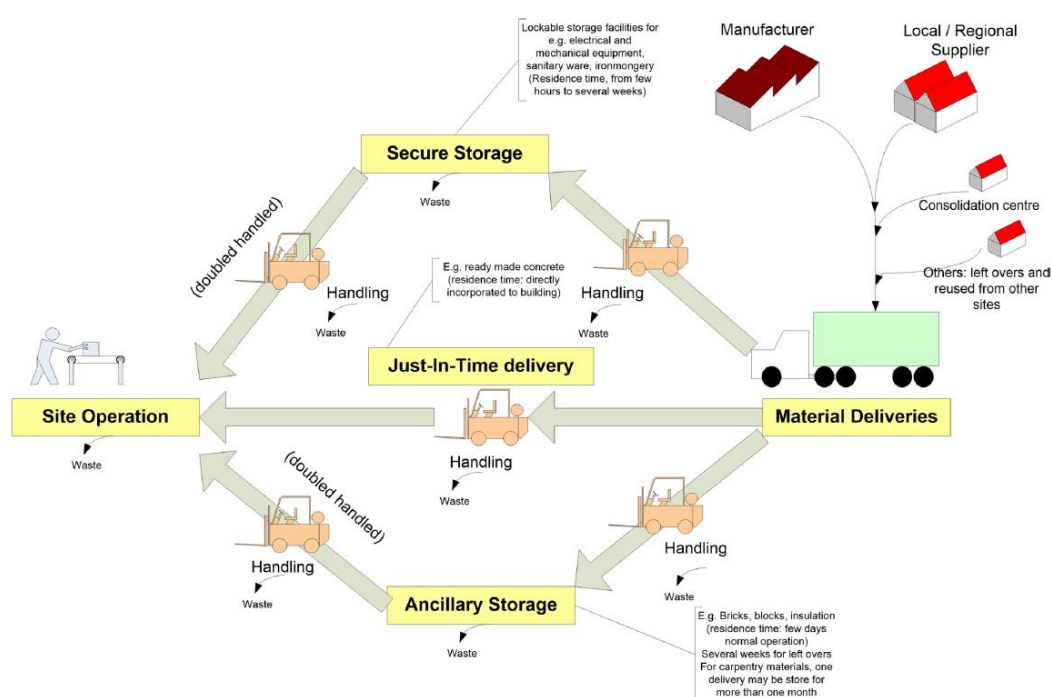 Lockable storage facilities for
e.g. electrical and
mechanical equipment,
sanitary ware, ironmongery
(Residence time, from few
hours to several weeks)
Manufacturer
Local / Regional
Supplier
Secure Storage
Waste
Consolidation centre
Others: left overs and
reused from other
sites
(doubled handled)
Handling
Waste
E.g. ready made concrete
(residence time: directly
incorporated to building)
Handling
Waste
Just-In-Time delivery
Site Operation
Waste
Material Deliveries
Handling
Waste
(doubled handled)
Handling
Waste
Handling
Waste
Ancillary Storage
Waste
E.g. Bricks, blocks, insulation
(residence time: few days
normal operation)
Several weeks for left overs
For carpentry materials, one
delivery may be store for
more than one month